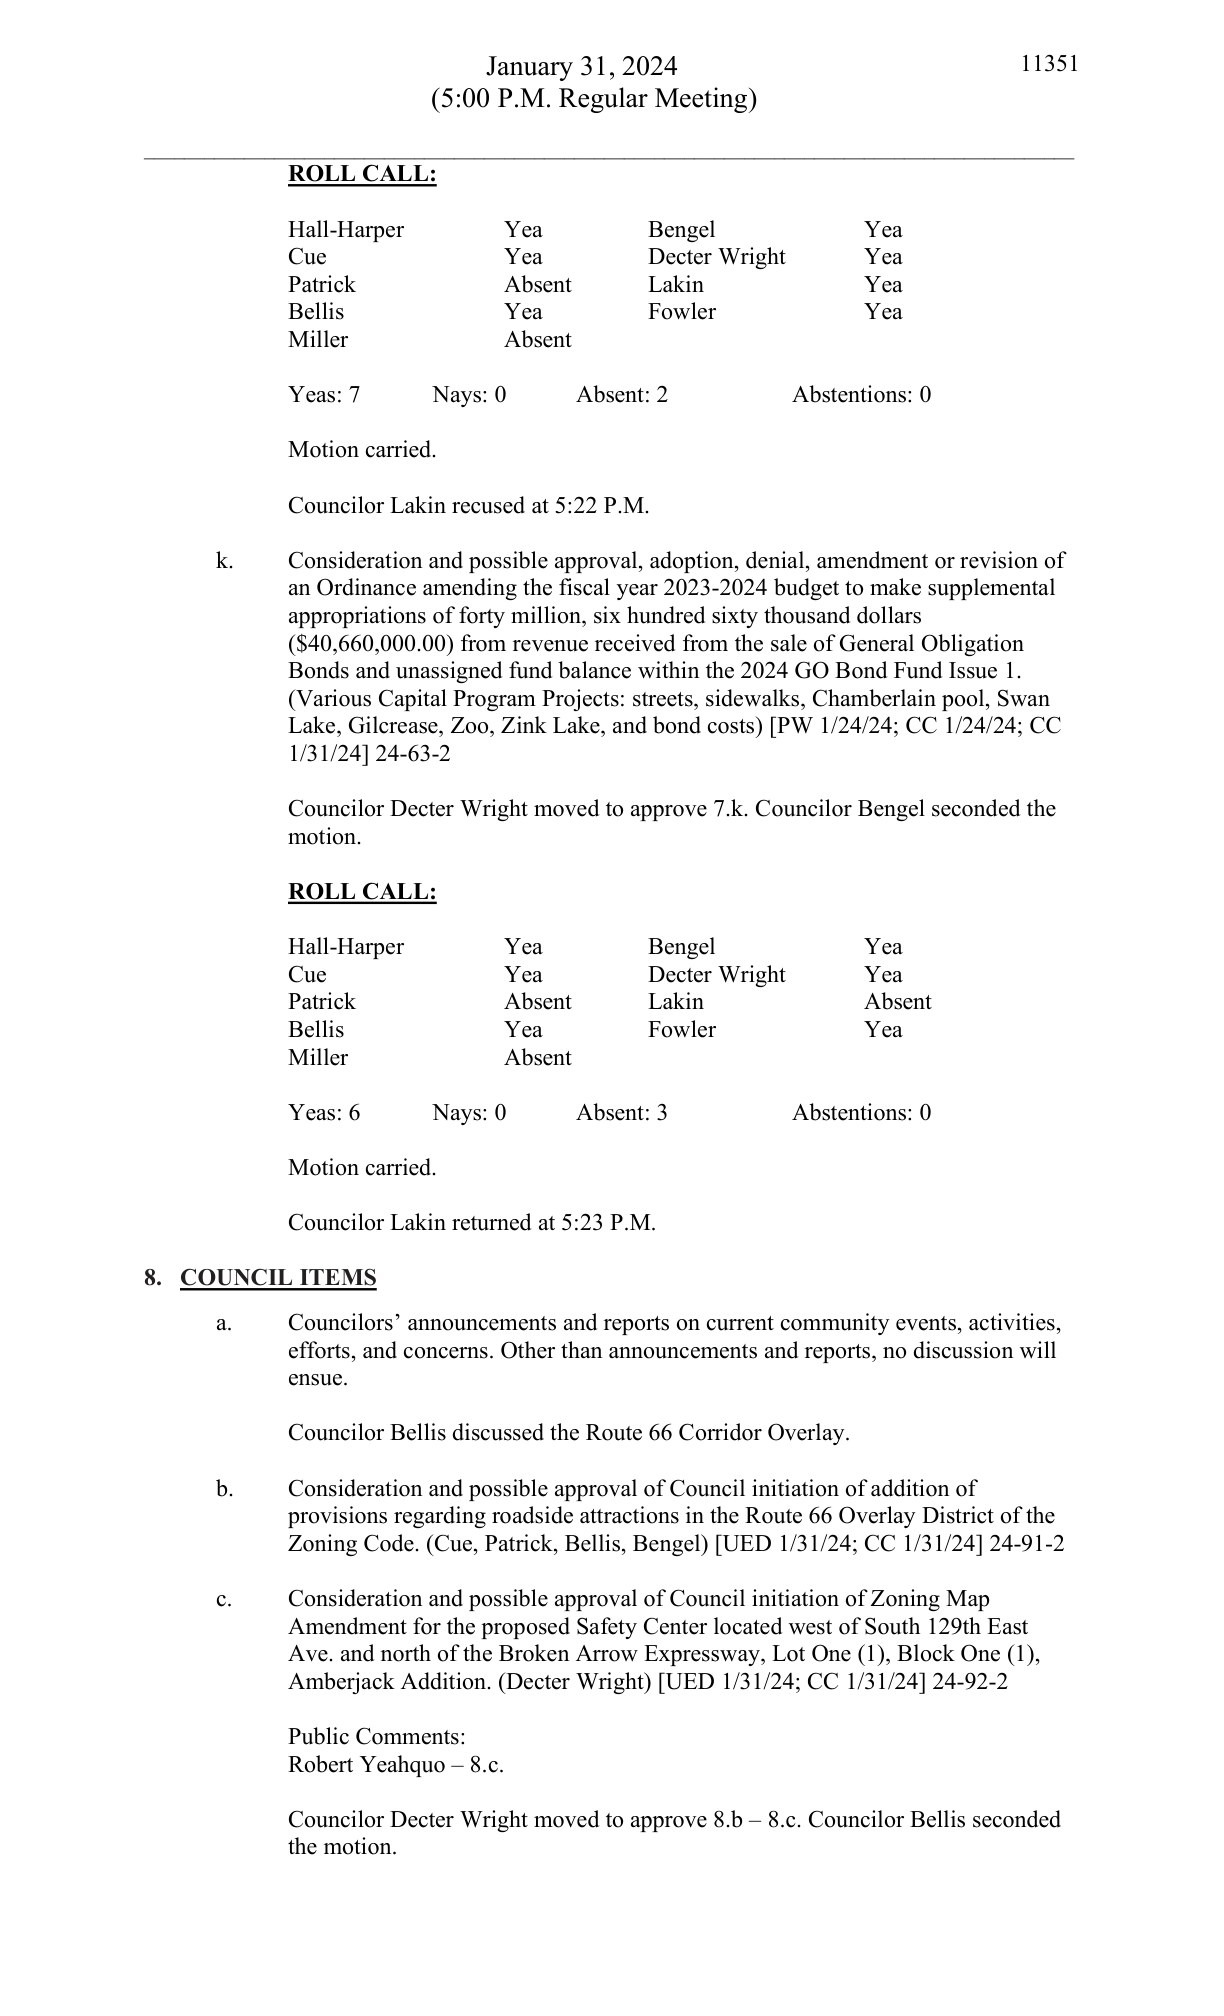 January 31, 2024 11351
(5:00 P.M. Regular Meeting)
ROLL CALL:
Hall-Harper Yea Bengel Yea
Cue Yea Decter Wright Yea
Patrick Absent Lakin Yea
Bellis Yea Fowler Yea
Miller Absent
Yeas: 7 Nays: 0 Absent: 2 Abstentions: 0
Motion carried.
Councilor Lakin recused at 5:22 P.M.
k. Consideration and possible approval, adoption, denial, amendment or revision of
an Ordinance amending the fiscal year 2023-2024 budget to make supplemental
appropriations of forty million, six hundred sixty thousand dollars
($40,660,000.00) from revenue received from the sale of General Obligation
Bonds and unassigned fund balance within the 2024 GO Bond Fund Issue 1.
(Various Capital Program Projects: streets, sidewalks, Chamberlain pool, Swan
Lake, Gilcrease, Zoo, Zink Lake, and bond costs) [PW 1/24/24; CC 1/24/24; CC
1/31/24] 24-63-2
Councilor Decter Wright moved to approve 7.k. Councilor Bengel seconded the
motion.
ROLL CALL:
Hall-Harper Yea Bengel Yea
Cue Yea Decter Wright Yea
Patrick Absent Lakin Absent
Bellis Yea Fowler Yea
Miller Absent
Yeas: 6 Nays: 0 Absent: 3 Abstentions: 0
Motion carried.
Councilor Lakin returned at 5:23 P.M.
8. COUNCIL ITEMS
a. Councilors’ announcements and reports on current community events, activities,
efforts, and concerns. Other than announcements and reports, no discussion will
ensue.
Councilor Bellis discussed the Route 66 Corridor Overlay.
b. Consideration and possible approval of Council initiation of addition of
provisions regarding roadside attractions in the Route 66 Overlay District of the
Zoning Code. (Cue, Patrick, Bellis, Bengel) [UED 1/31/24; CC 1/31/24] 24-91-2
c. Consideration and possible approval of Council initiation of Zoning Map
Amendment for the proposed Safety Center located west of South 129th East
Ave. and north of the Broken Arrow Expressway, Lot One (1), Block One (1),
Amberjack Addition. (Decter Wright) [UED 1/31/24; CC 1/31/24] 24-92-2
Public Comments:
Robert Yeahquo – 8.c.
Councilor Decter Wright moved to approve 8.b – 8.c. Councilor Bellis seconded
the motion.